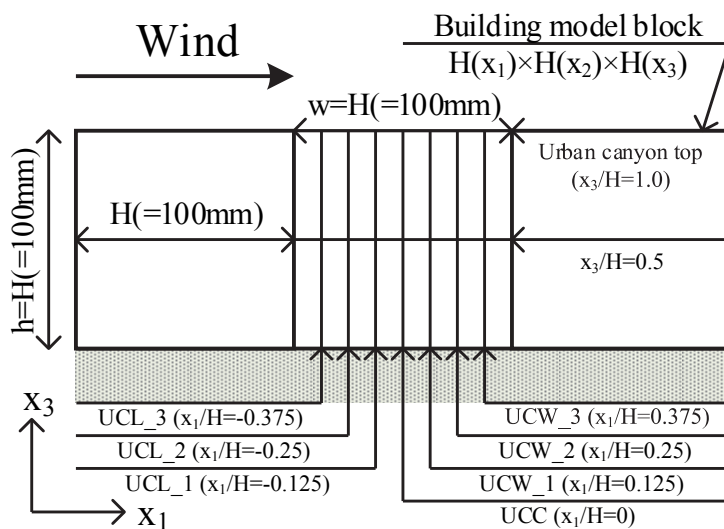 Wind
Building model block
H(x₁)×H(x₂)×H(x₃)
w=H(=100mm)
Urban canyon top
(x₃/H=1.0)
H(=100mm)
h=H(=100mm)
x₃/H=0.5
x₃
UCL_3 (x₁/H=-0.375)
UCW_3 (x₁/H=0.375)
UCL_2 (x₁/H=-0.25)
UCW_2 (x₁/H=0.25)
UCL_1 (x₁/H=-0.125)
UCW_1 (x₁/H=0.125)
x₁
UCC (x₁/H=0)